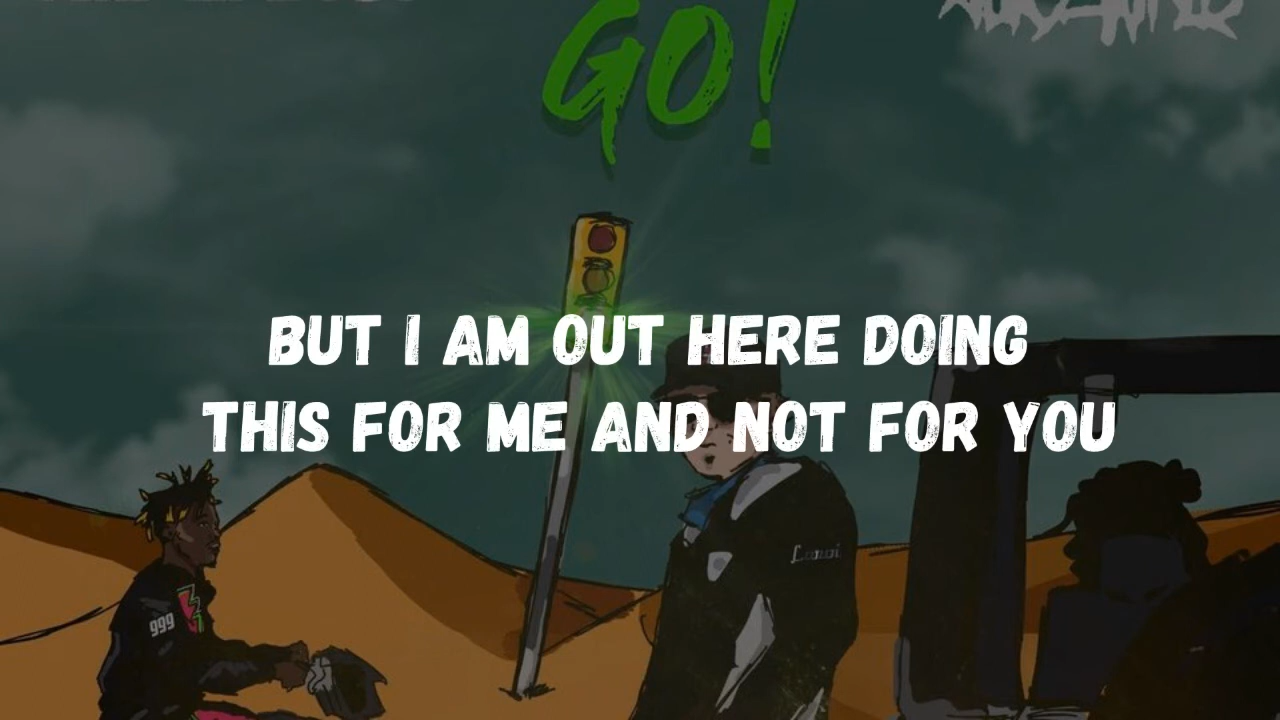 GO!
BUT I AM OUT HERE DOING
THIS FOR ME AND NOT FOR YOU
999